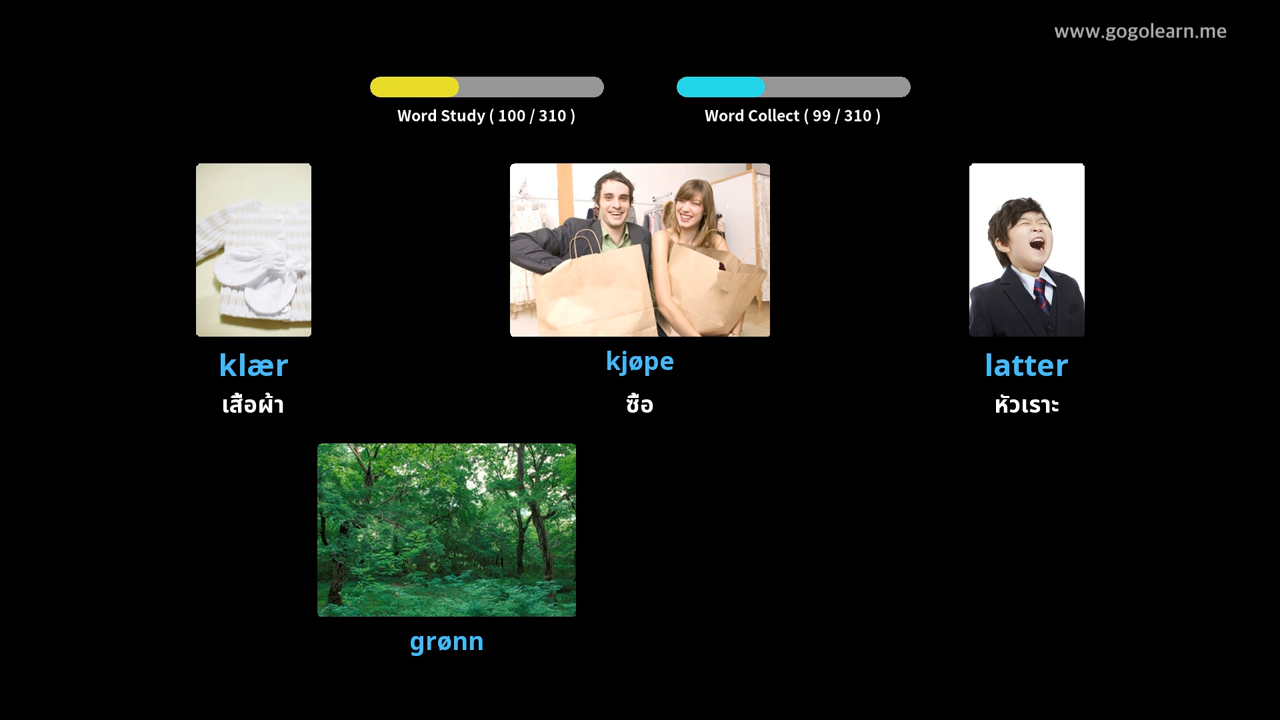 www.gogolearn.me
Word Study ( 100 / 310 )
Word Collect ( 99 / 310 )
klær
kjøpe
latter
เสื้อผ้า
ซื้อ
หัวเราะ
grønn